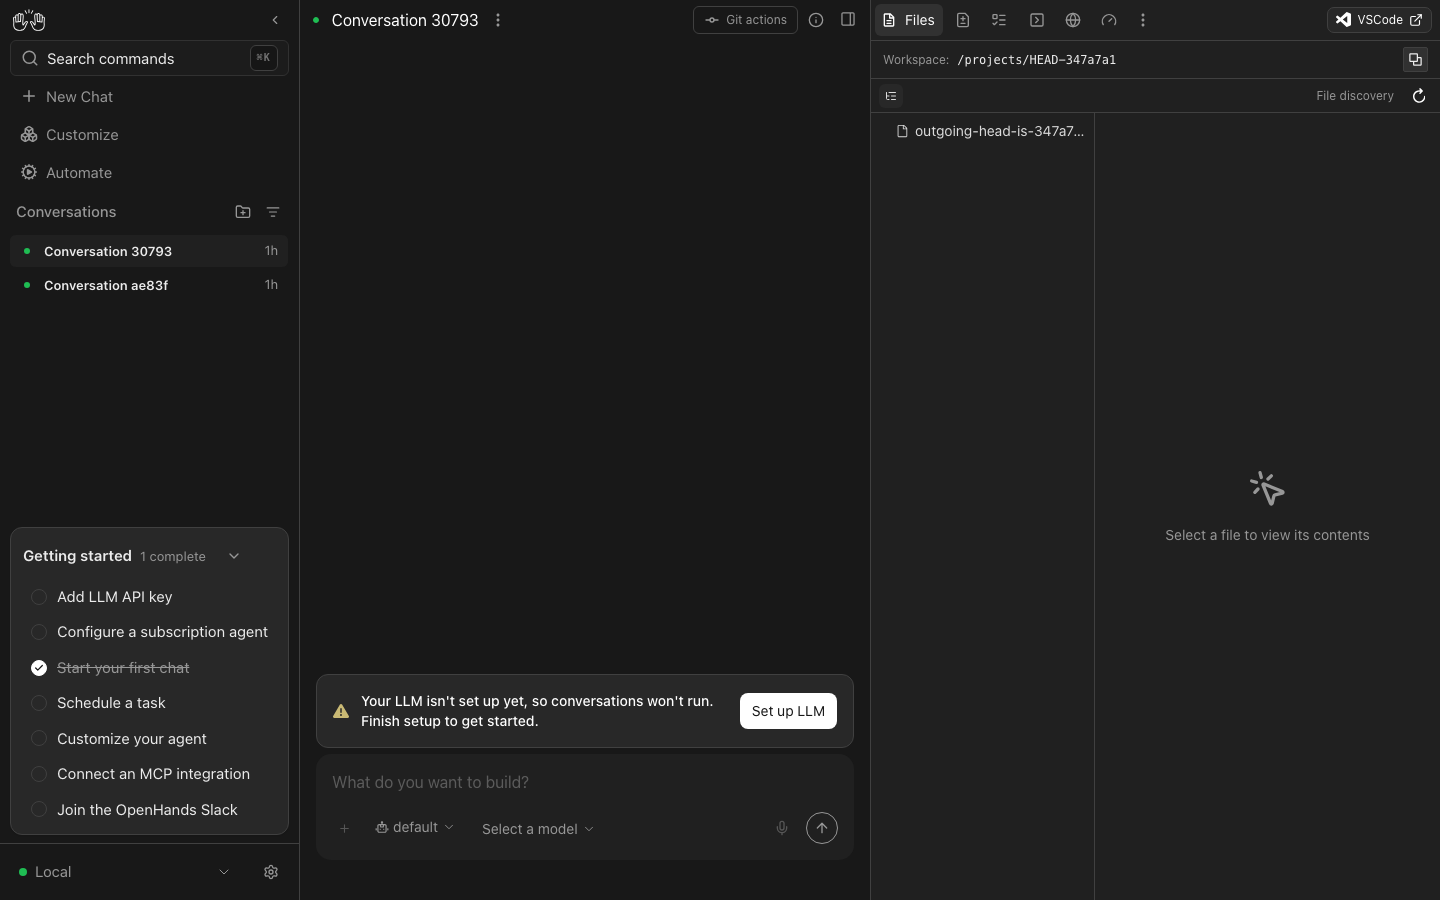 Search commands
⌘K
New Chat
Customize
Automate
Conversations
Conversation 30793
1h
Conversation ae83f
1h
Getting started
1 complete
Add LLM API key
Configure a subscription agent
Start your first chat
Schedule a task
Customize your agent
Connect an MCP integration
Join the OpenHands Slack
Local
Conversation 30793
Git actions
Your LLM isn't set up yet, so conversations won't run.
Finish setup to get started.
Set up LLM
What do you want to build?
default
Select a model
Files
VSCode
Workspace: /projects/HEAD-347a7a1
File discovery
outgoing-head-is-347a7...
Select a file to view its contents